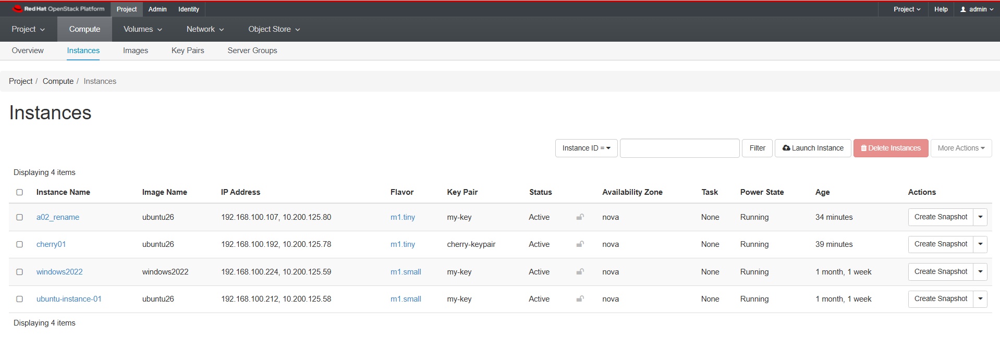 Red Hat OpenStack Platform Project Admin Identity Project Help admin
Project Compute Volumes Network Object Store
Overview Instances Images Key Pairs Server Groups
Project / Compute / Instances
Instances
Instance ID = Filter Launch Instance Delete Instances More Actions
Displaying 4 items
Instance Name Image Name IP Address Flavor Key Pair Status Availability Zone Task Power State Age Actions
a02_rename ubuntu26 192.168.100.107, 10.200.125.80 m1.tiny my-key Active nova None Running 34 minutes Create Snapshot
cherry01 ubuntu26 192.168.100.192, 10.200.125.78 m1.tiny cherry-keypair Active nova None Running 39 minutes Create Snapshot
windows2022 windows2022 192.168.100.224, 10.200.125.59 m1.small my-key Active nova None Running 1 month, 1 week Create Snapshot
ubuntu-instance-01 ubuntu26 192.168.100.212, 10.200.125.58 m1.small my-key Active nova None Running 1 month, 1 week Create Snapshot
Displaying 4 items